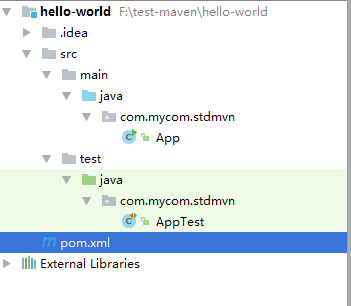 hello-world F:\test-maven\hello-world
.idea
src
main
java
com.mycom.stdmvn
App
test
java
com.mycom.stdmvn
AppTest
pom.xml
External Libraries